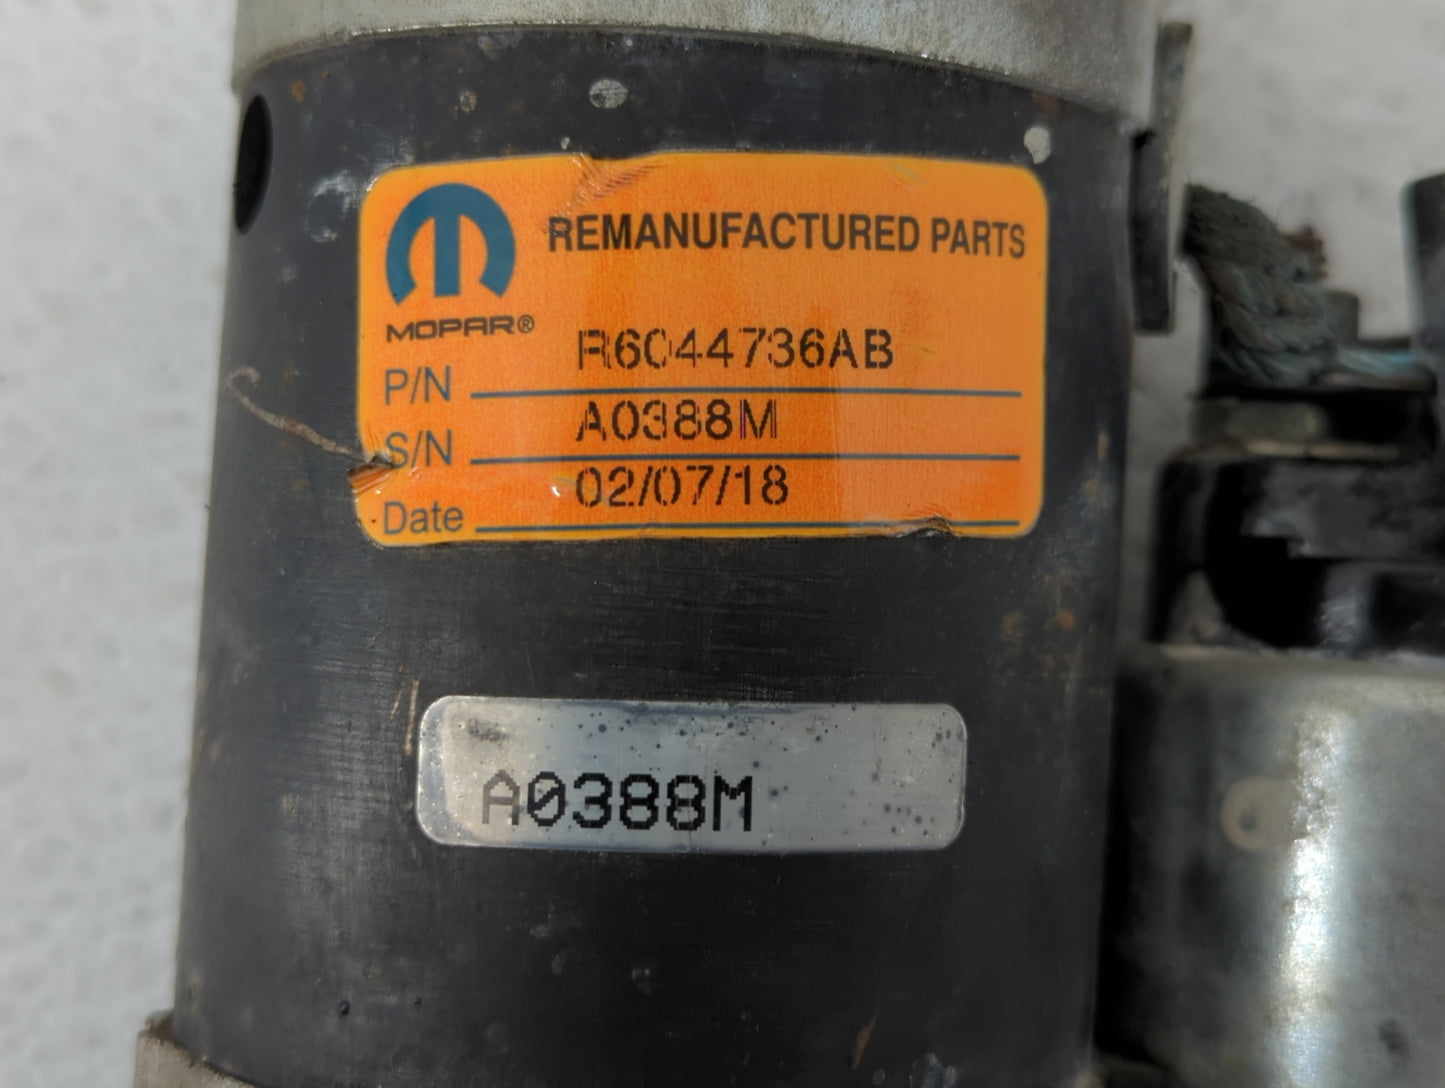 REMANUFACTURED PARTS
MOPAR®
P/N R6044736AB
S/N A0388M
Date 02/07/18
A0388M